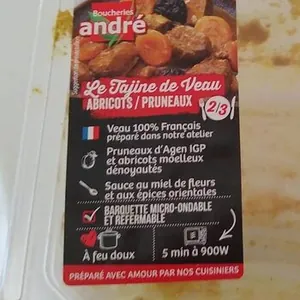 Boucheries
andré
Le Tajine de Veau
ABRICOTS / PRUNEAUX
2/3
Veau 100% Français
préparé dans notre atelier
Pruneaux d'Agen IGP
et abricots moelleux
dénoyautés
Sauce au miel de fleurs
et aux épices orientales
BARQUETTE MICRO-ONDABLE
ET REFERMABLE
À feu doux
5 min à 900W
PRÉPARÉ AVEC AMOUR PAR NOS CUISINIERS